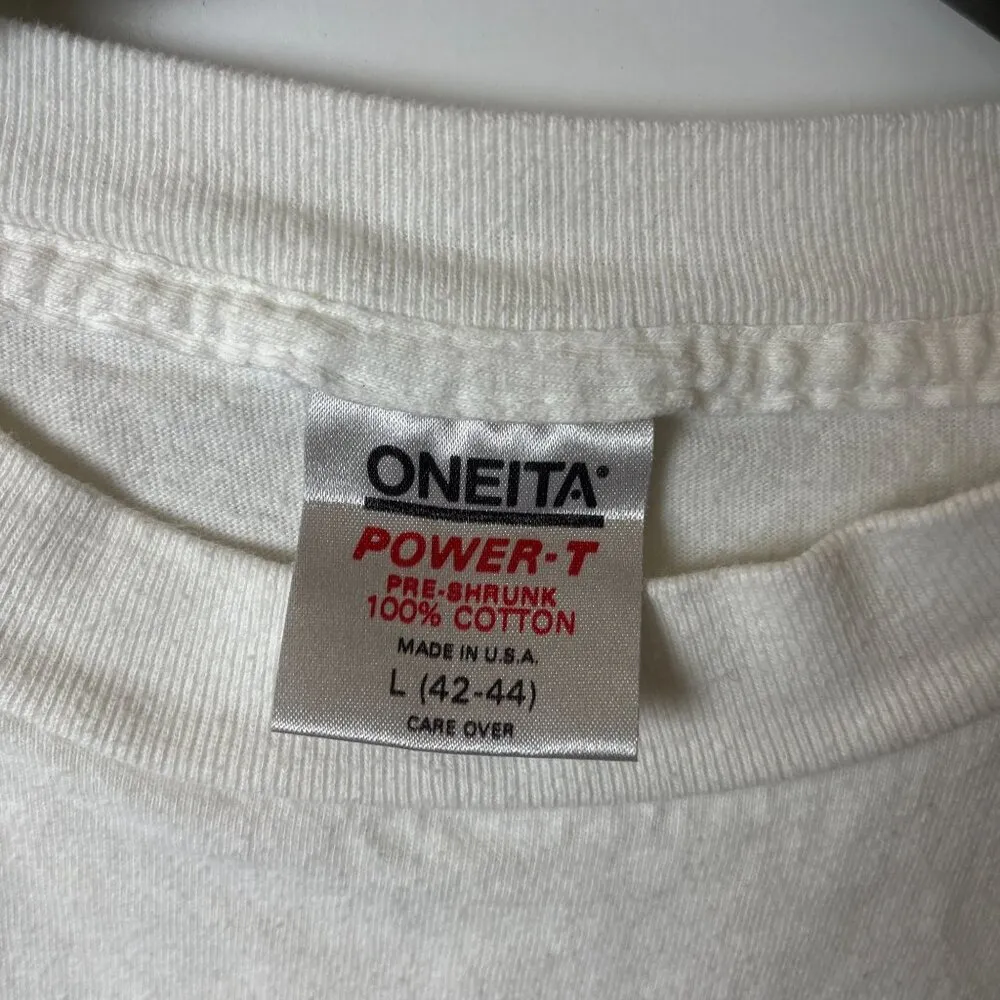 ONEITA
POWER-T
PRE-SHRUNK
100% COTTON
MADE IN U.S.A.
L (42-44)
CARE OVER